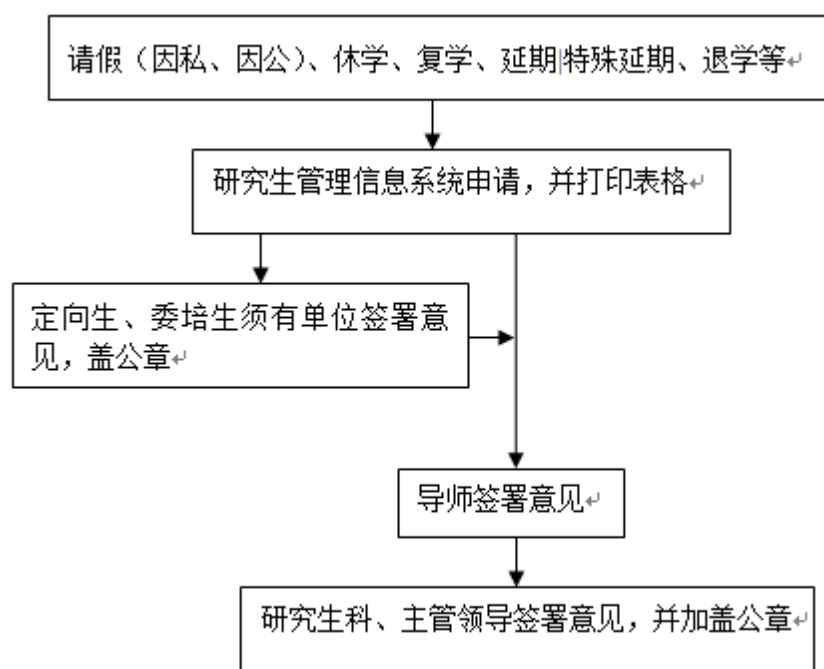 请假（因私、因公）、休学、复学、延期|特殊延期、退学等↵
研究生管理信息系统申请，并打印表格↵
定向生、委培生须有单位签署意
见，盖公章↵
导师签署意见↵
研究生科、主管领导签署意见，并加盖公章↵